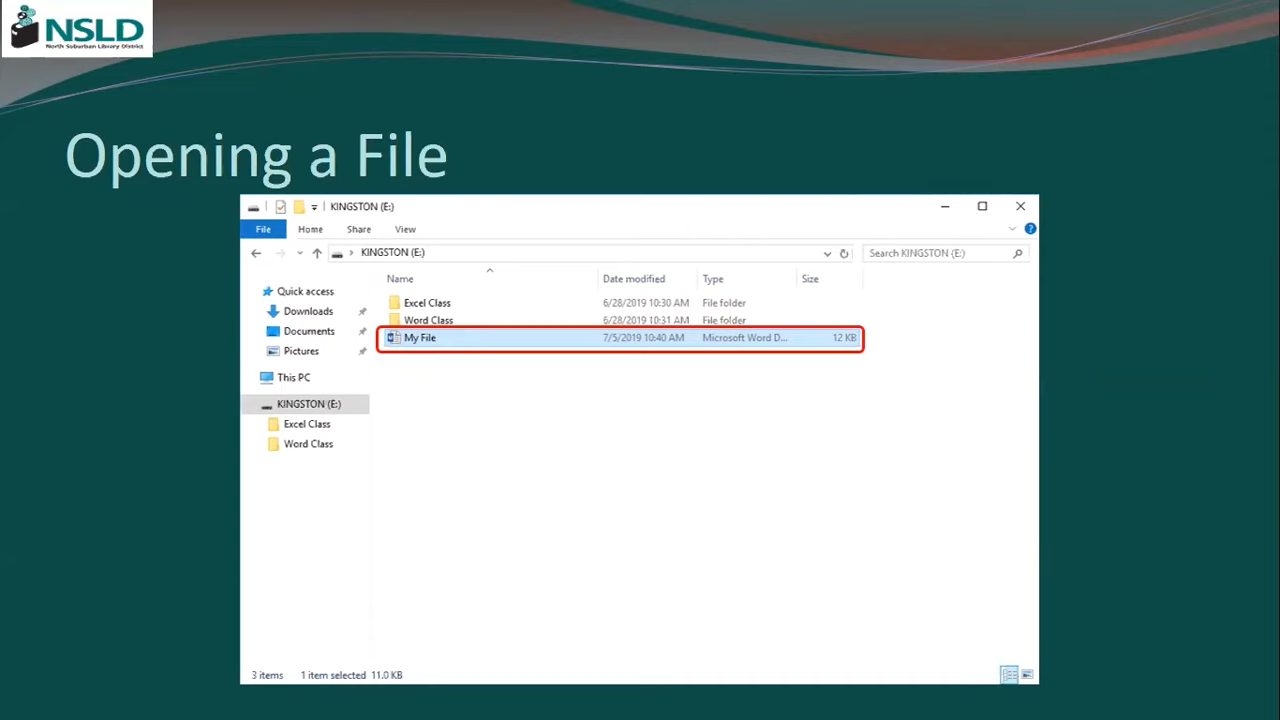 NSLD
North Suburban Library District
Opening a File
KINGSTON (E:)
File Home Share View
KINGSTON (E:) Search KINGSTON (E:)
Name Date modified Type Size
Quick access
Downloads
Documents
Pictures
This PC
KINGSTON (E:)
Excel Class
Word Class
Excel Class 6/28/2019 10:30 AM File folder
Word Class 6/28/2019 10:31 AM File folder
My File 7/5/2019 10:40 AM Microsoft Word D... 12 KB
3 items 1 item selected 11.0 KB